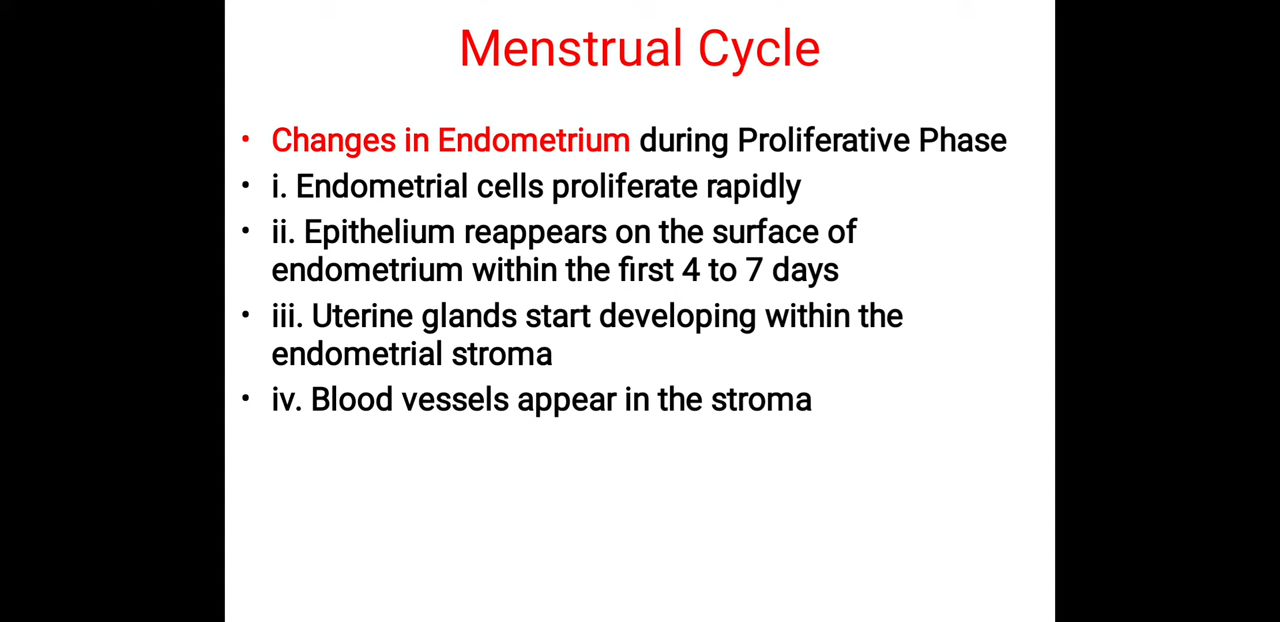 Menstrual Cycle
• Changes in Endometrium during Proliferative Phase
• i. Endometrial cells proliferate rapidly
• ii. Epithelium reappears on the surface of
endometrium within the first 4 to 7 days
• iii. Uterine glands start developing within the
endometrial stroma
• iv. Blood vessels appear in the stroma